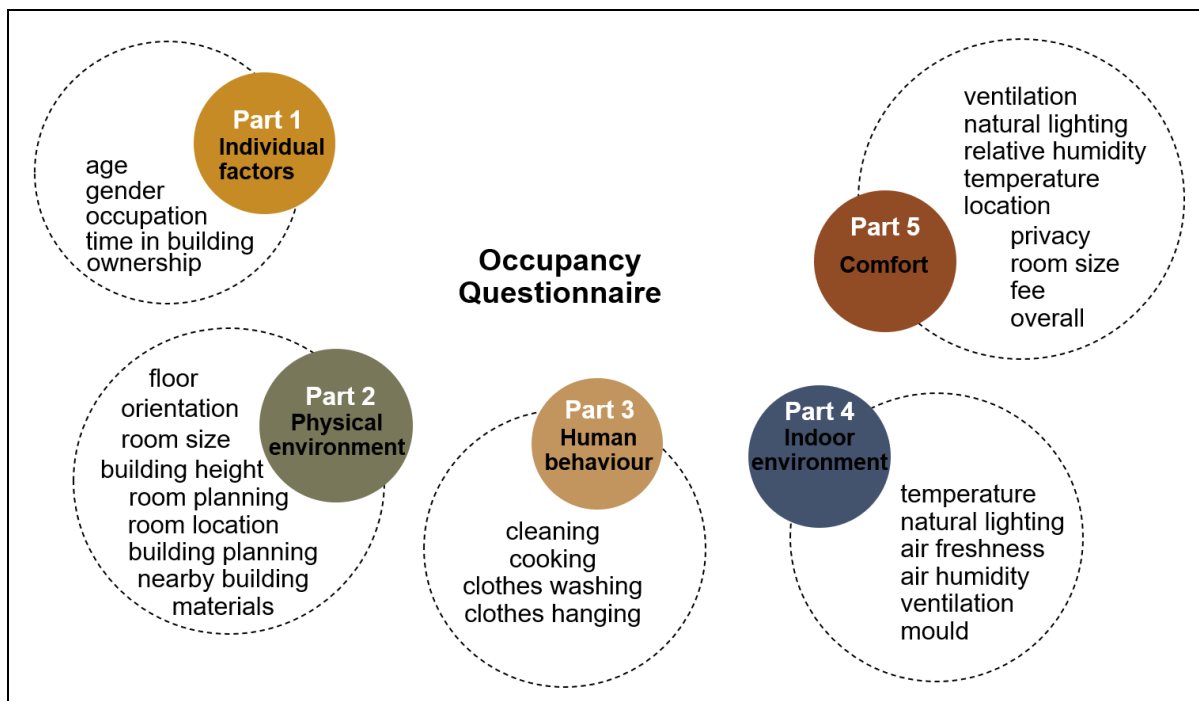 Occupancy
Questionnaire
Part 1
Individual
factors
age
gender
occupation
time in building
ownership
Part 2
Physical
environment
floor
orientation
room size
building height
room planning
room location
building planning
nearby building
materials
Part 3
Human
behaviour
cleaning
cooking
clothes washing
clothes hanging
Part 4
Indoor
environment
temperature
natural lighting
air freshness
air humidity
ventilation
mould
Part 5
Comfort
ventilation
natural lighting
relative humidity
temperature
location
privacy
room size
fee
overall